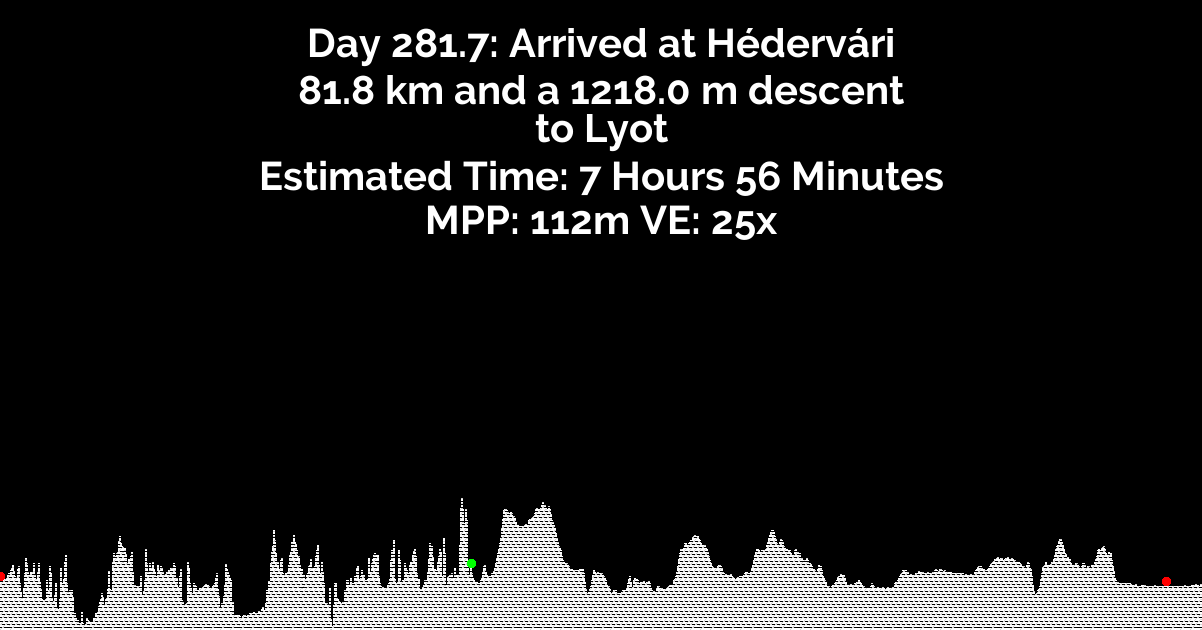 Day 281.7: Arrived at Hédervári
81.8 km and a 1218.0 m descent
to Lyot
Estimated Time: 7 Hours 56 Minutes
MPP: 112m VE: 25x